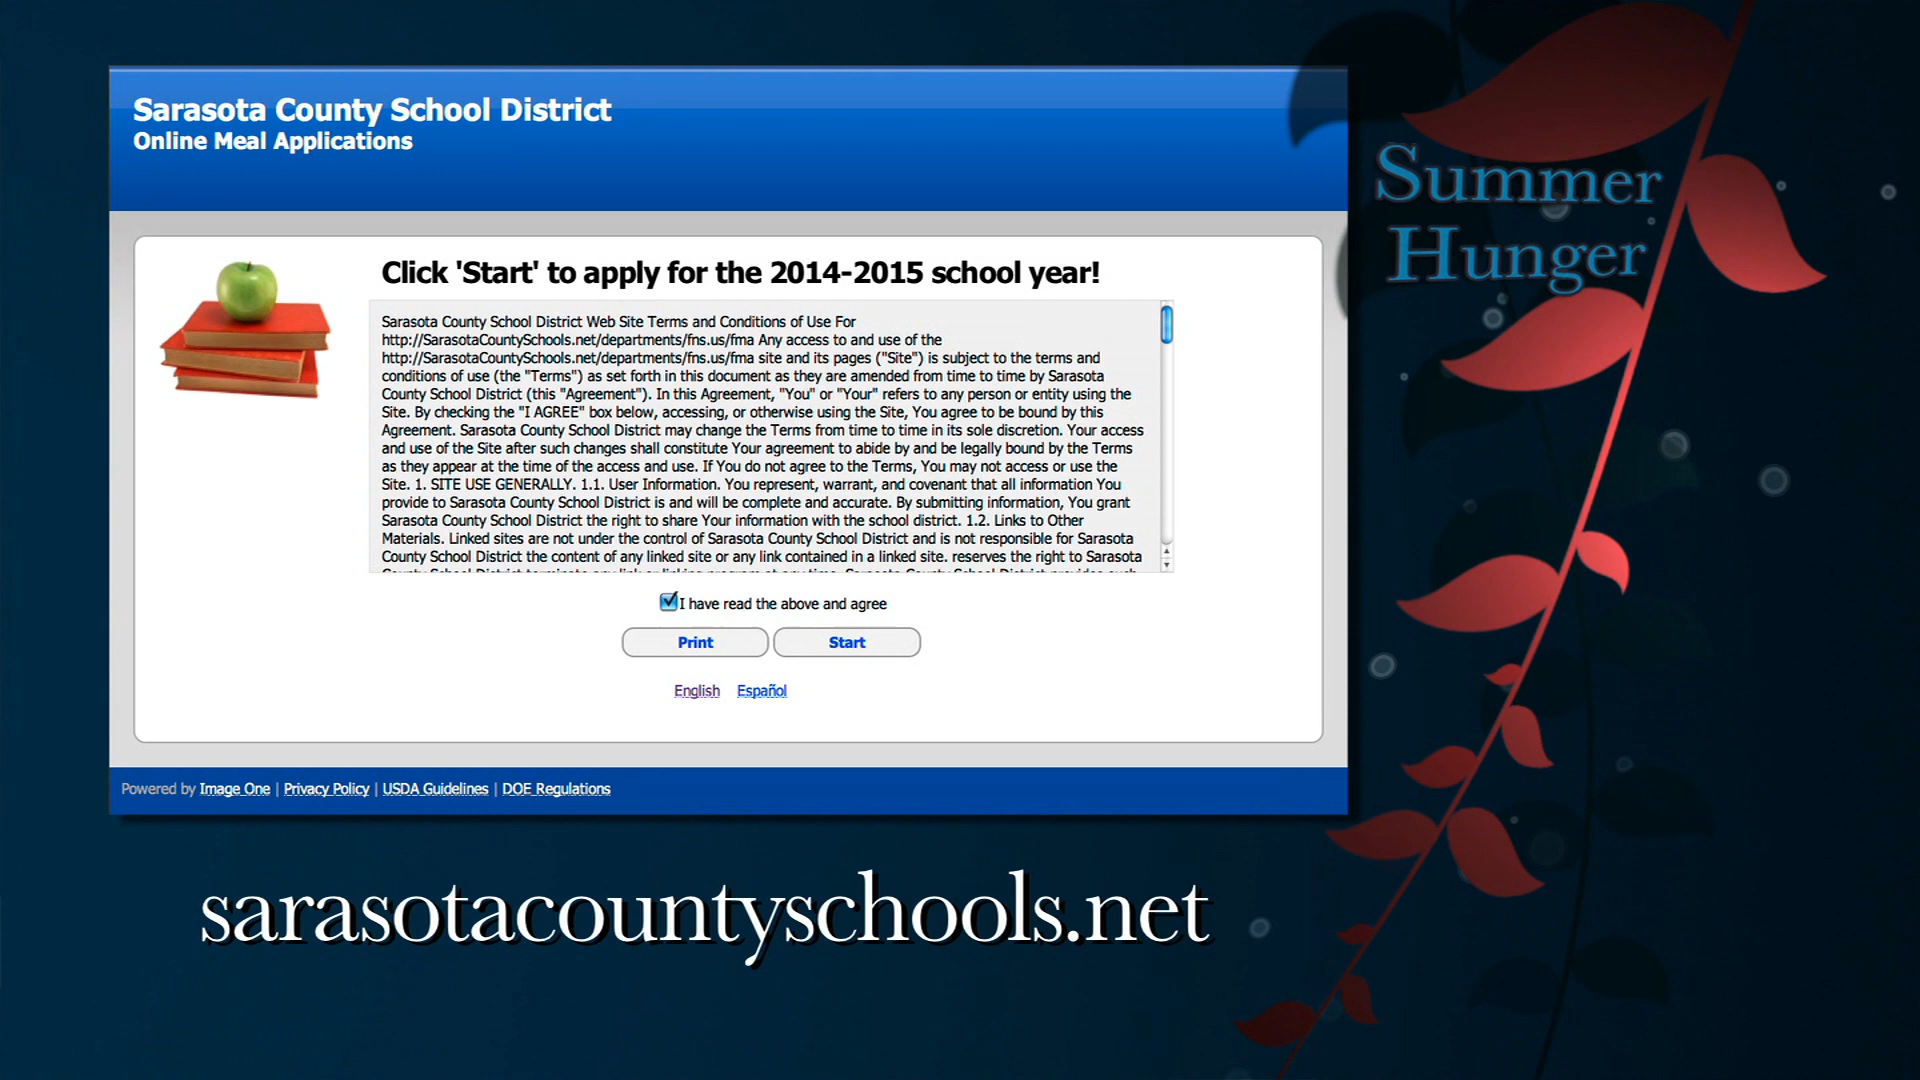 Sarasota County School District
Online Meal Applications
Summer
Hunger
Click 'Start' to apply for the 2014-2015 school year!
Sarasota County School District Web Site Terms and Conditions of Use For
http://SarasotaCountySchools.net/departments/fns.us/fma Any access to and use of the
http://SarasotaCountySchools.net/departments/fns.us/fma site and its pages ("Site") is subject to the terms and
conditions of use (the "Terms") as set forth in this document as they are amended from time to time by Sarasota
County School District (this "Agreement"). In this Agreement, "You" or "Your" refers to any person or entity using the
Site. By checking the "I AGREE" box below, accessing, or otherwise using the Site, You agree to be bound by this
Agreement. Sarasota County School District may change the Terms from time to time in its sole discretion. Your access
and use of the Site after such changes shall constitute Your agreement to abide by and be legally bound by the Terms
as they appear at the time of the access and use. If You do not agree to the Terms, You may not access or use the
Site. 1. SITE USE GENERALLY. 1.1. User Information. You represent, warrant, and covenant that all information You
provide to Sarasota County School District is and will be complete and accurate. By submitting information, You grant
Sarasota County School District the right to share Your information with the school district. 1.2. Links to Other
Materials. Linked sites are not under the control of Sarasota County School District and is not responsible for Sarasota
County School District the content of any linked site or any link contained in a linked site. reserves the right to Sarasota
I have read the above and agree
Print Start
English Español
Powered by Image One | Privacy Policy | USDA Guidelines | DOE Regulations
sarasotacountyschools.net